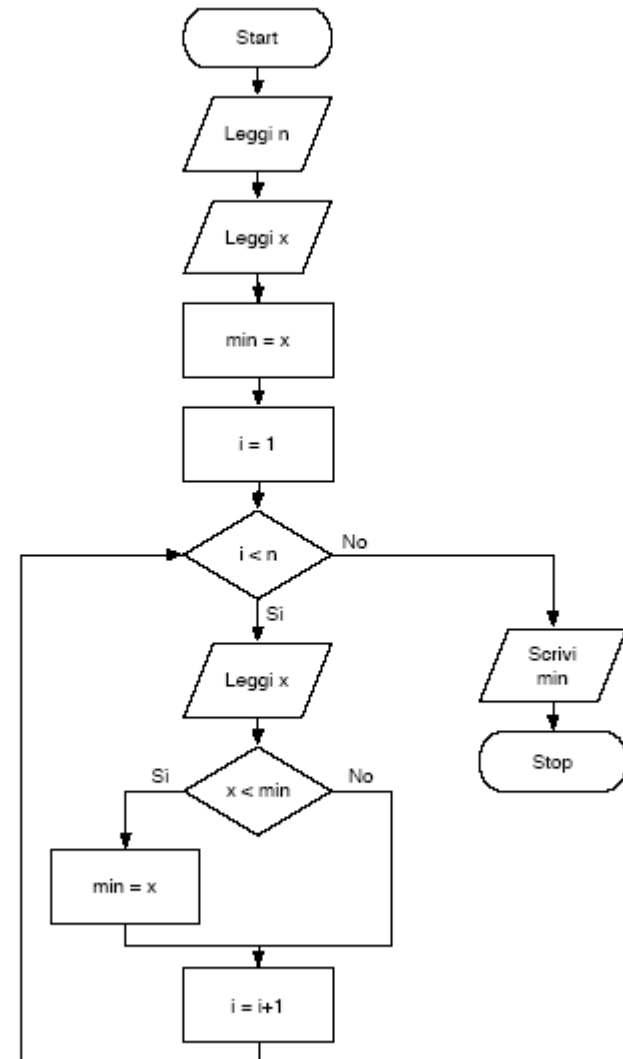 Start
Leggi n
Leggi x
min = x
i = 1
i < n
No
Si
Leggi x
Scrivi
min
Stop
x < min
Si
No
min = x
i = i+1